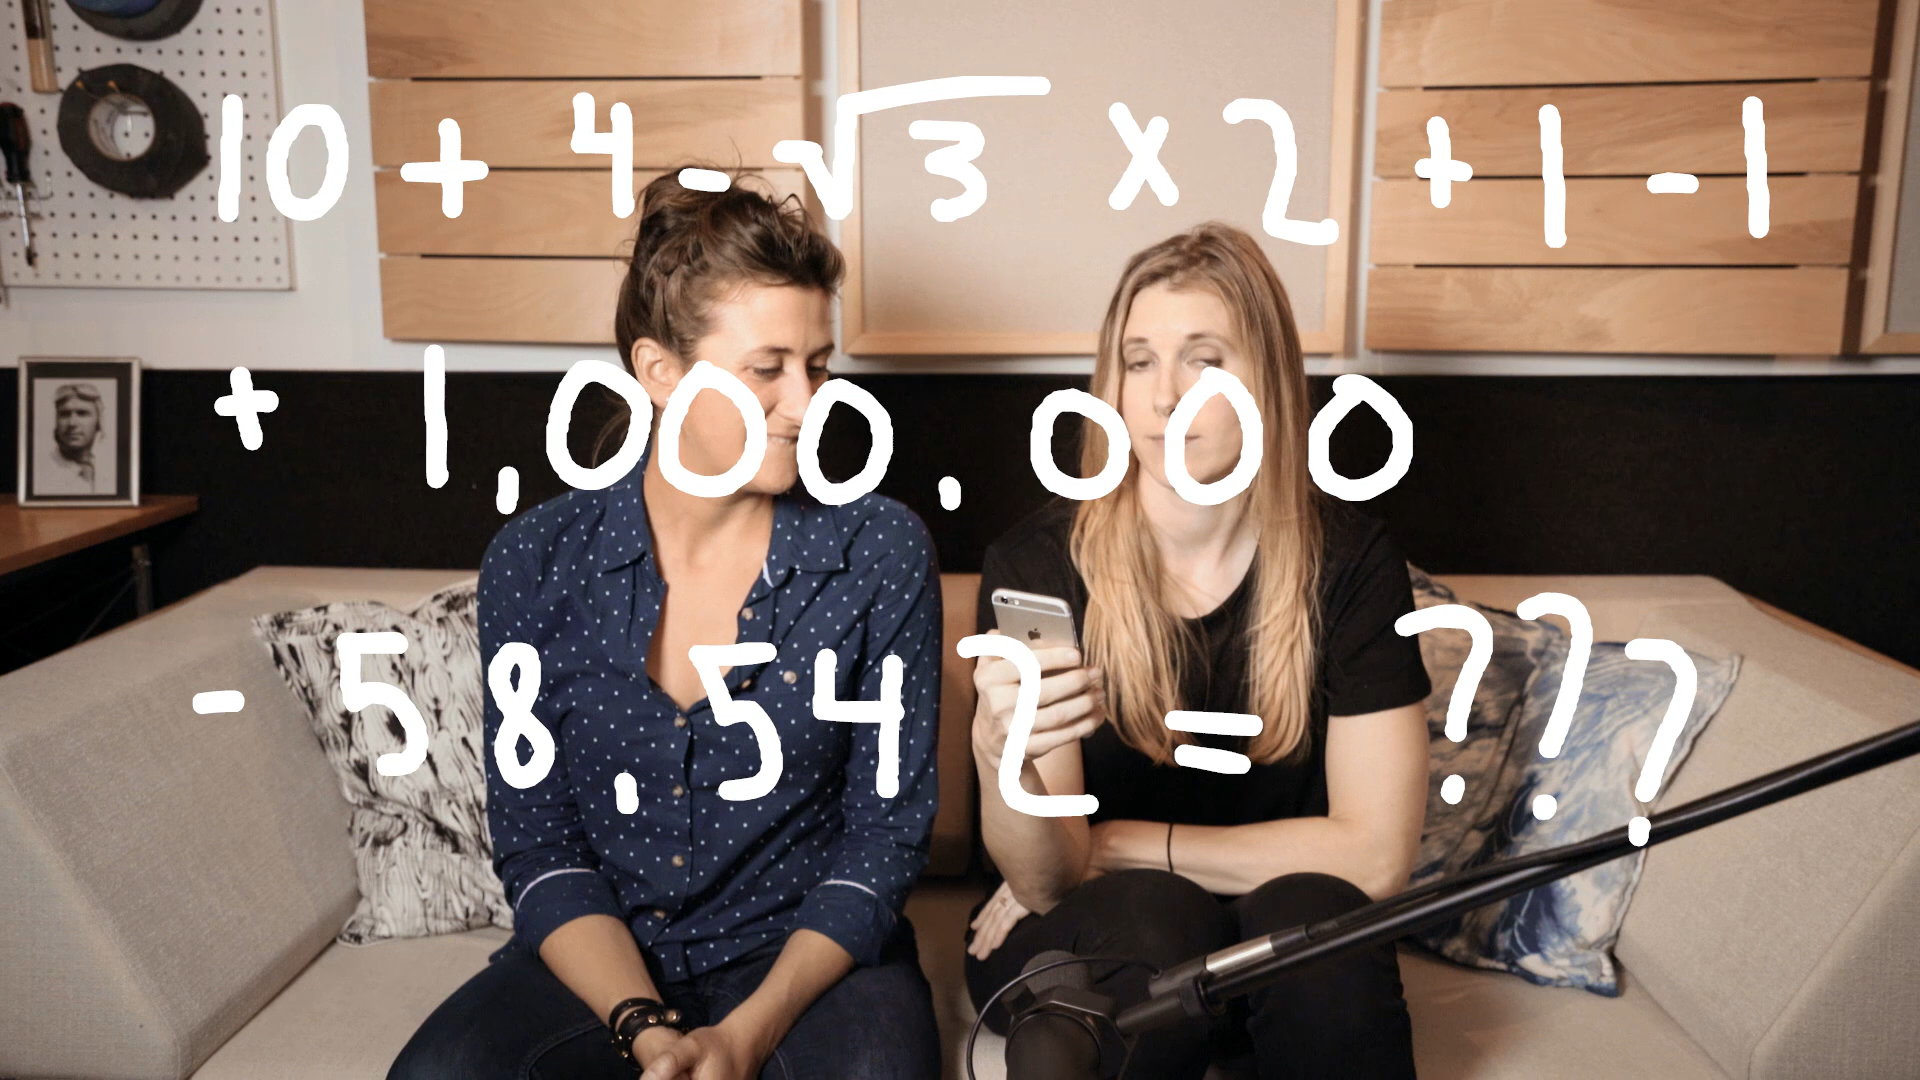 10 + 4 - √3 x 2 + 1 - 1
+ 1,000.000
- 58.542 = ???